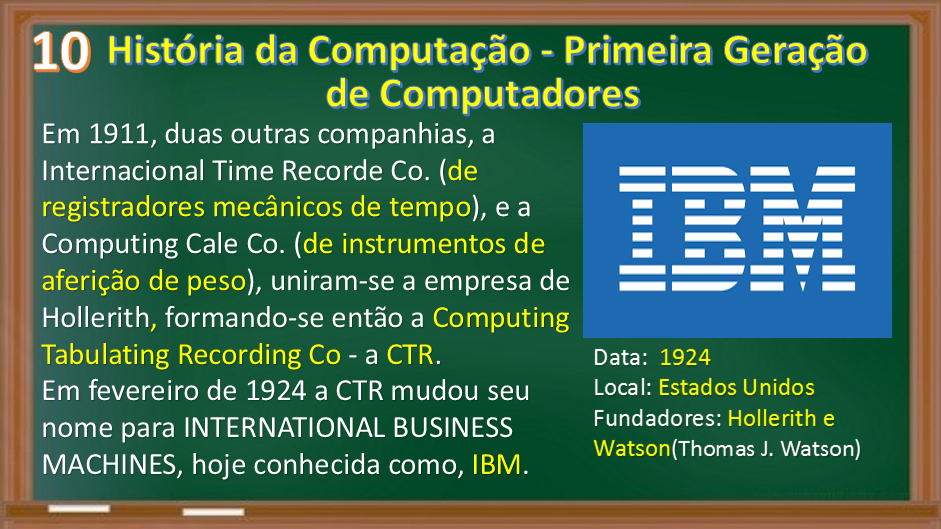 10 História da Computação - Primeira Geração
de Computadores
Em 1911, duas outras companhias, a
Internacional Time Recorde Co. (de
registradores mecânicos de tempo), e a
Computing Cale Co. (de instrumentos de
aferição de peso), uniram-se a empresa de
Hollerith, formando-se então a Computing
Tabulating Recording Co - a CTR.
Em fevereiro de 1924 a CTR mudou seu
nome para INTERNATIONAL BUSINESS
MACHINES, hoje conhecida como, IBM.
IBM
Data: 1924
Local: Estados Unidos
Fundadores: Hollerith e
Watson(Thomas J. Watson)